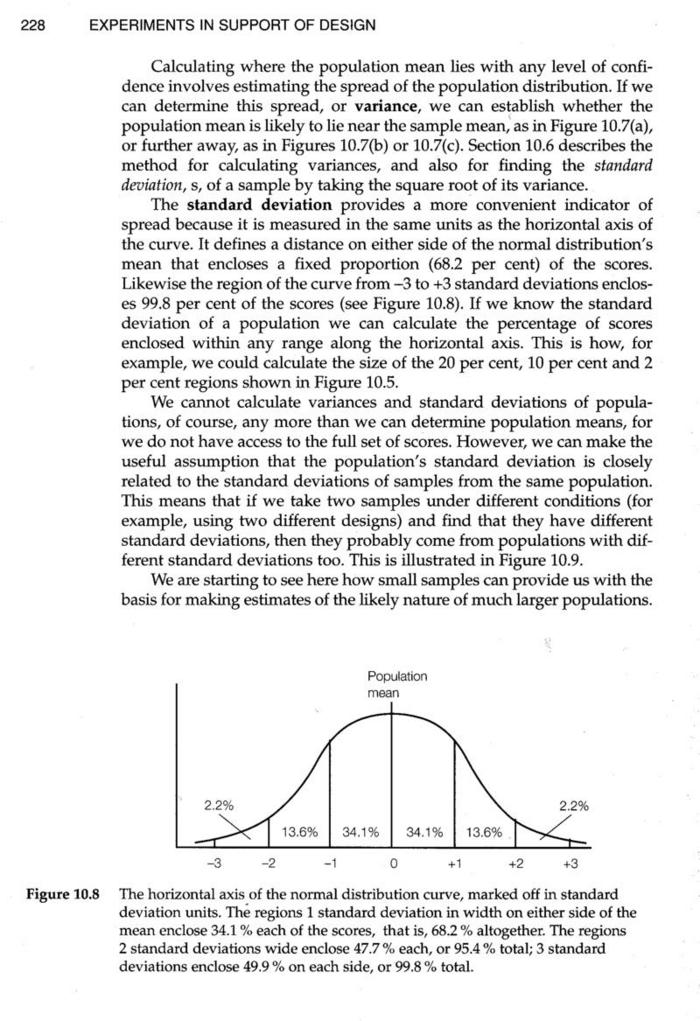 228 EXPERIMENTS IN SUPPORT OF DESIGN
Calculating where the population mean lies with any level of confi-
dence involves estimating the spread of the population distribution. If we
can determine this spread, or variance, we can establish whether the
population mean is likely to lie near the sample mean, as in Figure 10.7(a),
or further away, as in Figures 10.7(b) or 10.7(c). Section 10.6 describes the
method for calculating variances, and also for finding the standard
deviation, s, of a sample by taking the square root of its variance.
The standard deviation provides a more convenient indicator of
spread because it is measured in the same units as the horizontal axis of
the curve. It defines a distance on either side of the normal distribution's
mean that encloses a fixed proportion (68.2 per cent) of the scores.
Likewise the region of the curve from –3 to +3 standard deviations enclos-
es 99.8 per cent of the scores (see Figure 10.8). If we know the standard
deviation of a population we can calculate the percentage of scores
enclosed within any range along the horizontal axis. This is how, for
example, we could calculate the size of the 20 per cent, 10 per cent and 2
per cent regions shown in Figure 10.5.
We cannot calculate variances and standard deviations of popula-
tions, of course, any more than we can determine population means, for
we do not have access to the full set of scores. However, we can make the
useful assumption that the population's standard deviation is closely
related to the standard deviations of samples from the same population.
This means that if we take two samples under different conditions (for
example, using two different designs) and find that they have different
standard deviations, then they probably come from populations with dif-
ferent standard deviations too. This is illustrated in Figure 10.9.
We are starting to see here how small samples can provide us with the
basis for making estimates of the likely nature of much larger populations.
Population
mean
2.2% 2.2%
13.6% 34.1% 34.1% 13.6%
–3 –2 –1 0 +1 +2 +3
Figure 10.8 The horizontal axis of the normal distribution curve, marked off in standard
deviation units. The regions 1 standard deviation in width on either side of the
mean enclose 34.1 % each of the scores, that is, 68.2 % altogether. The regions
2 standard deviations wide enclose 47.7 % each, or 95.4 % total; 3 standard
deviations enclose 49.9 % on each side, or 99.8 % total.